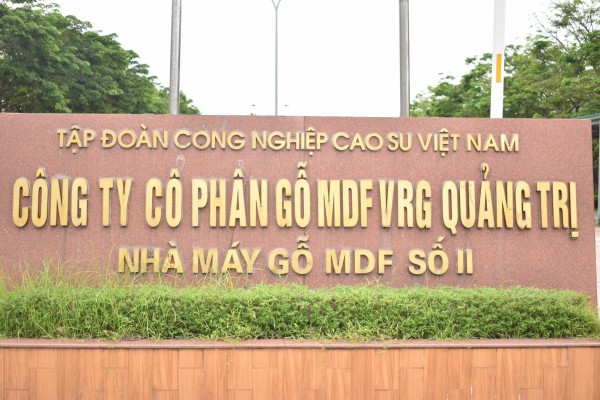 TẬP ĐOÀN CÔNG NGHIỆP CAO SU VIỆT NAM
CÔNG TY CỔ PHẦN GỖ MDF VRG QUẢNG TRỊ
NHÀ MÁY GỖ MDF SỐ II